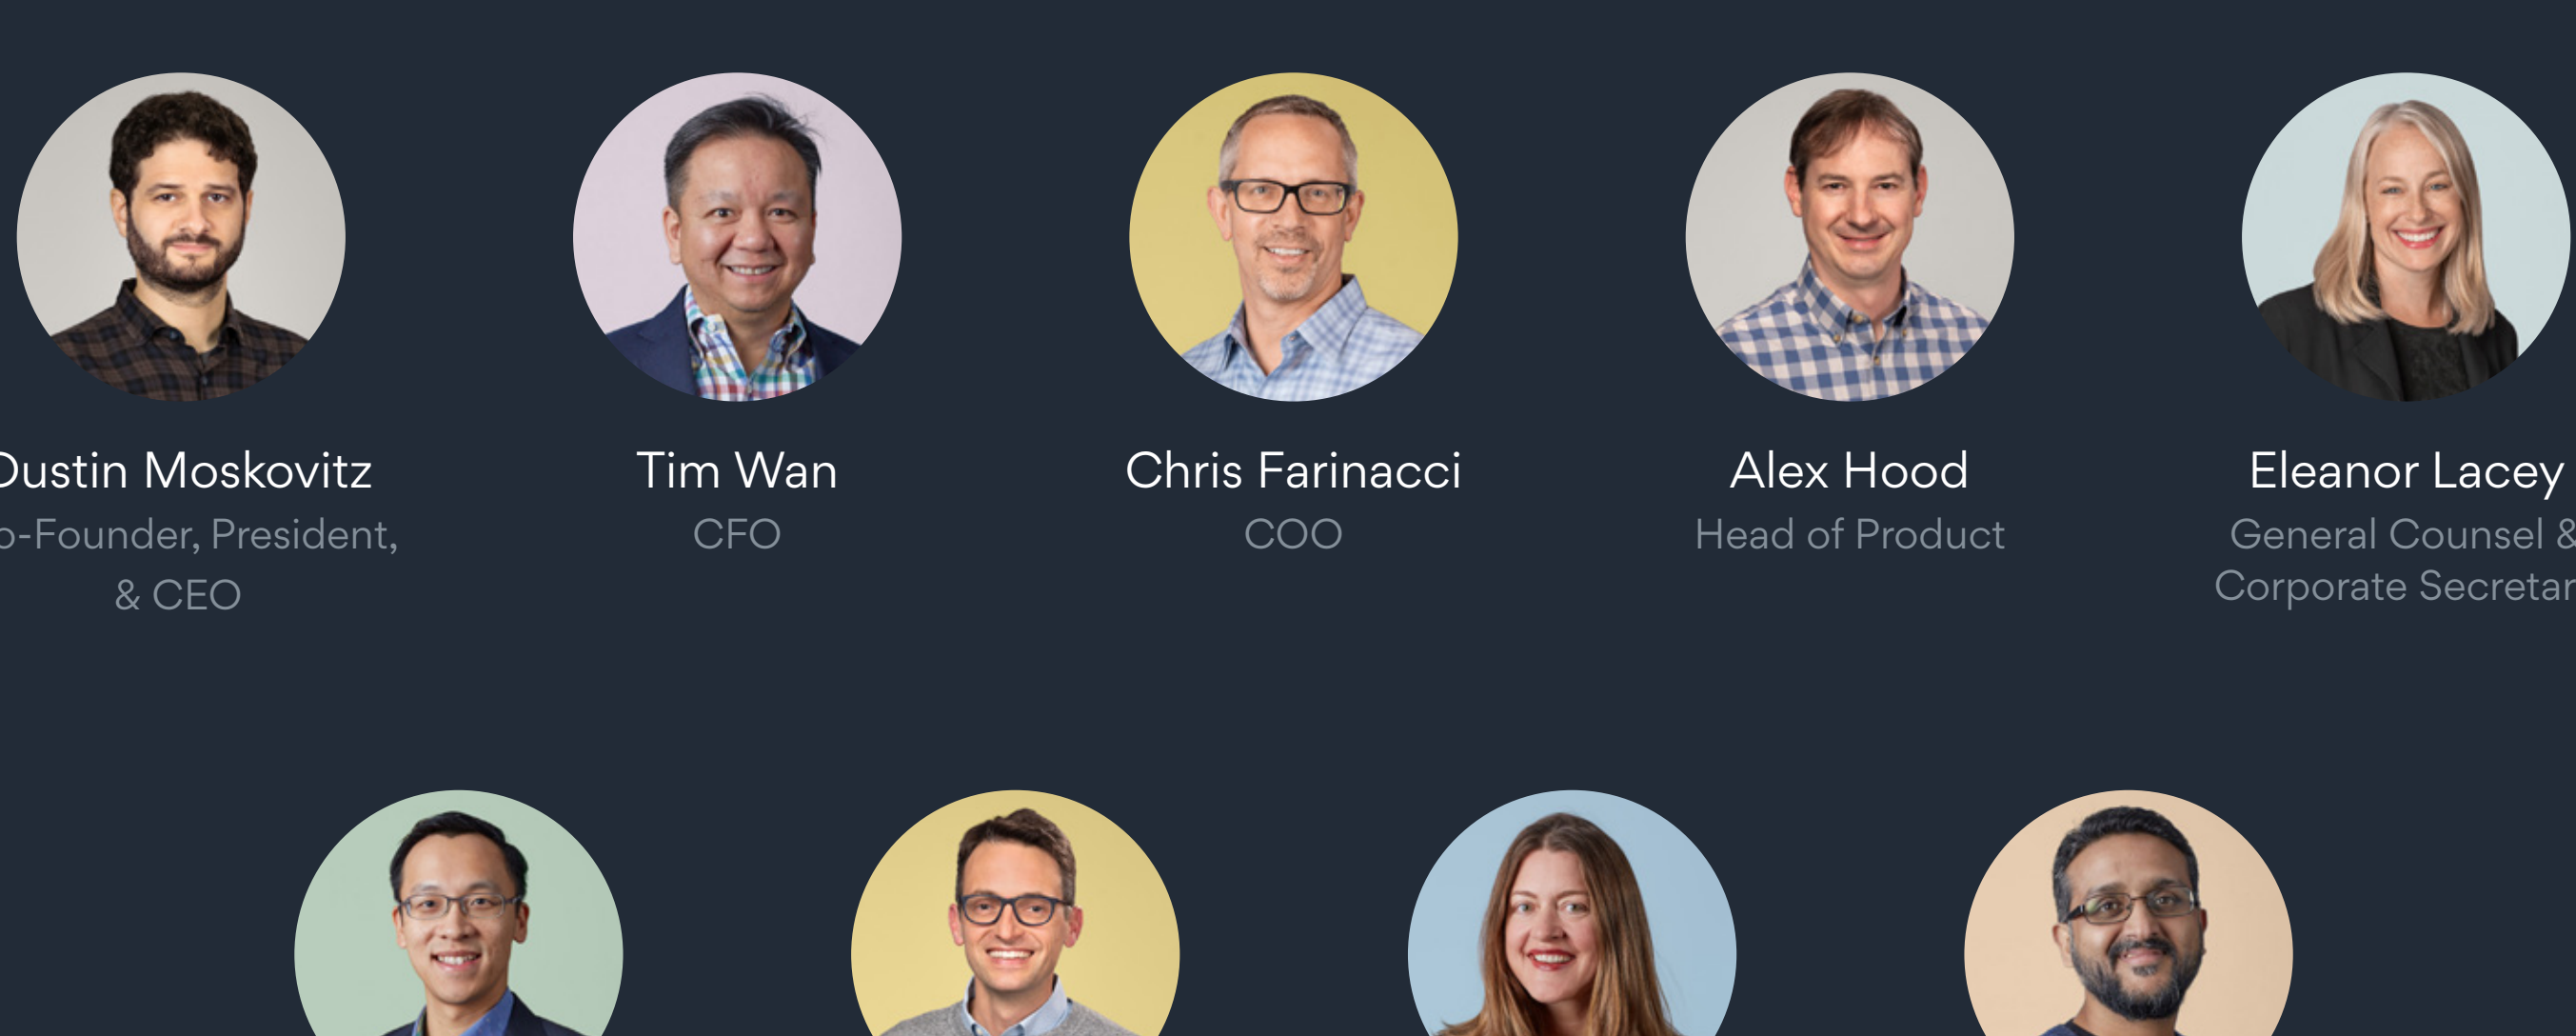 Dustin Moskovitz
Tim Wan
Chris Farinacci
Alex Hood
Eleanor Lacey
o-Founder, President,
& CEO
CFO
COO
Head of Product
General Counsel &
Corporate Secretar